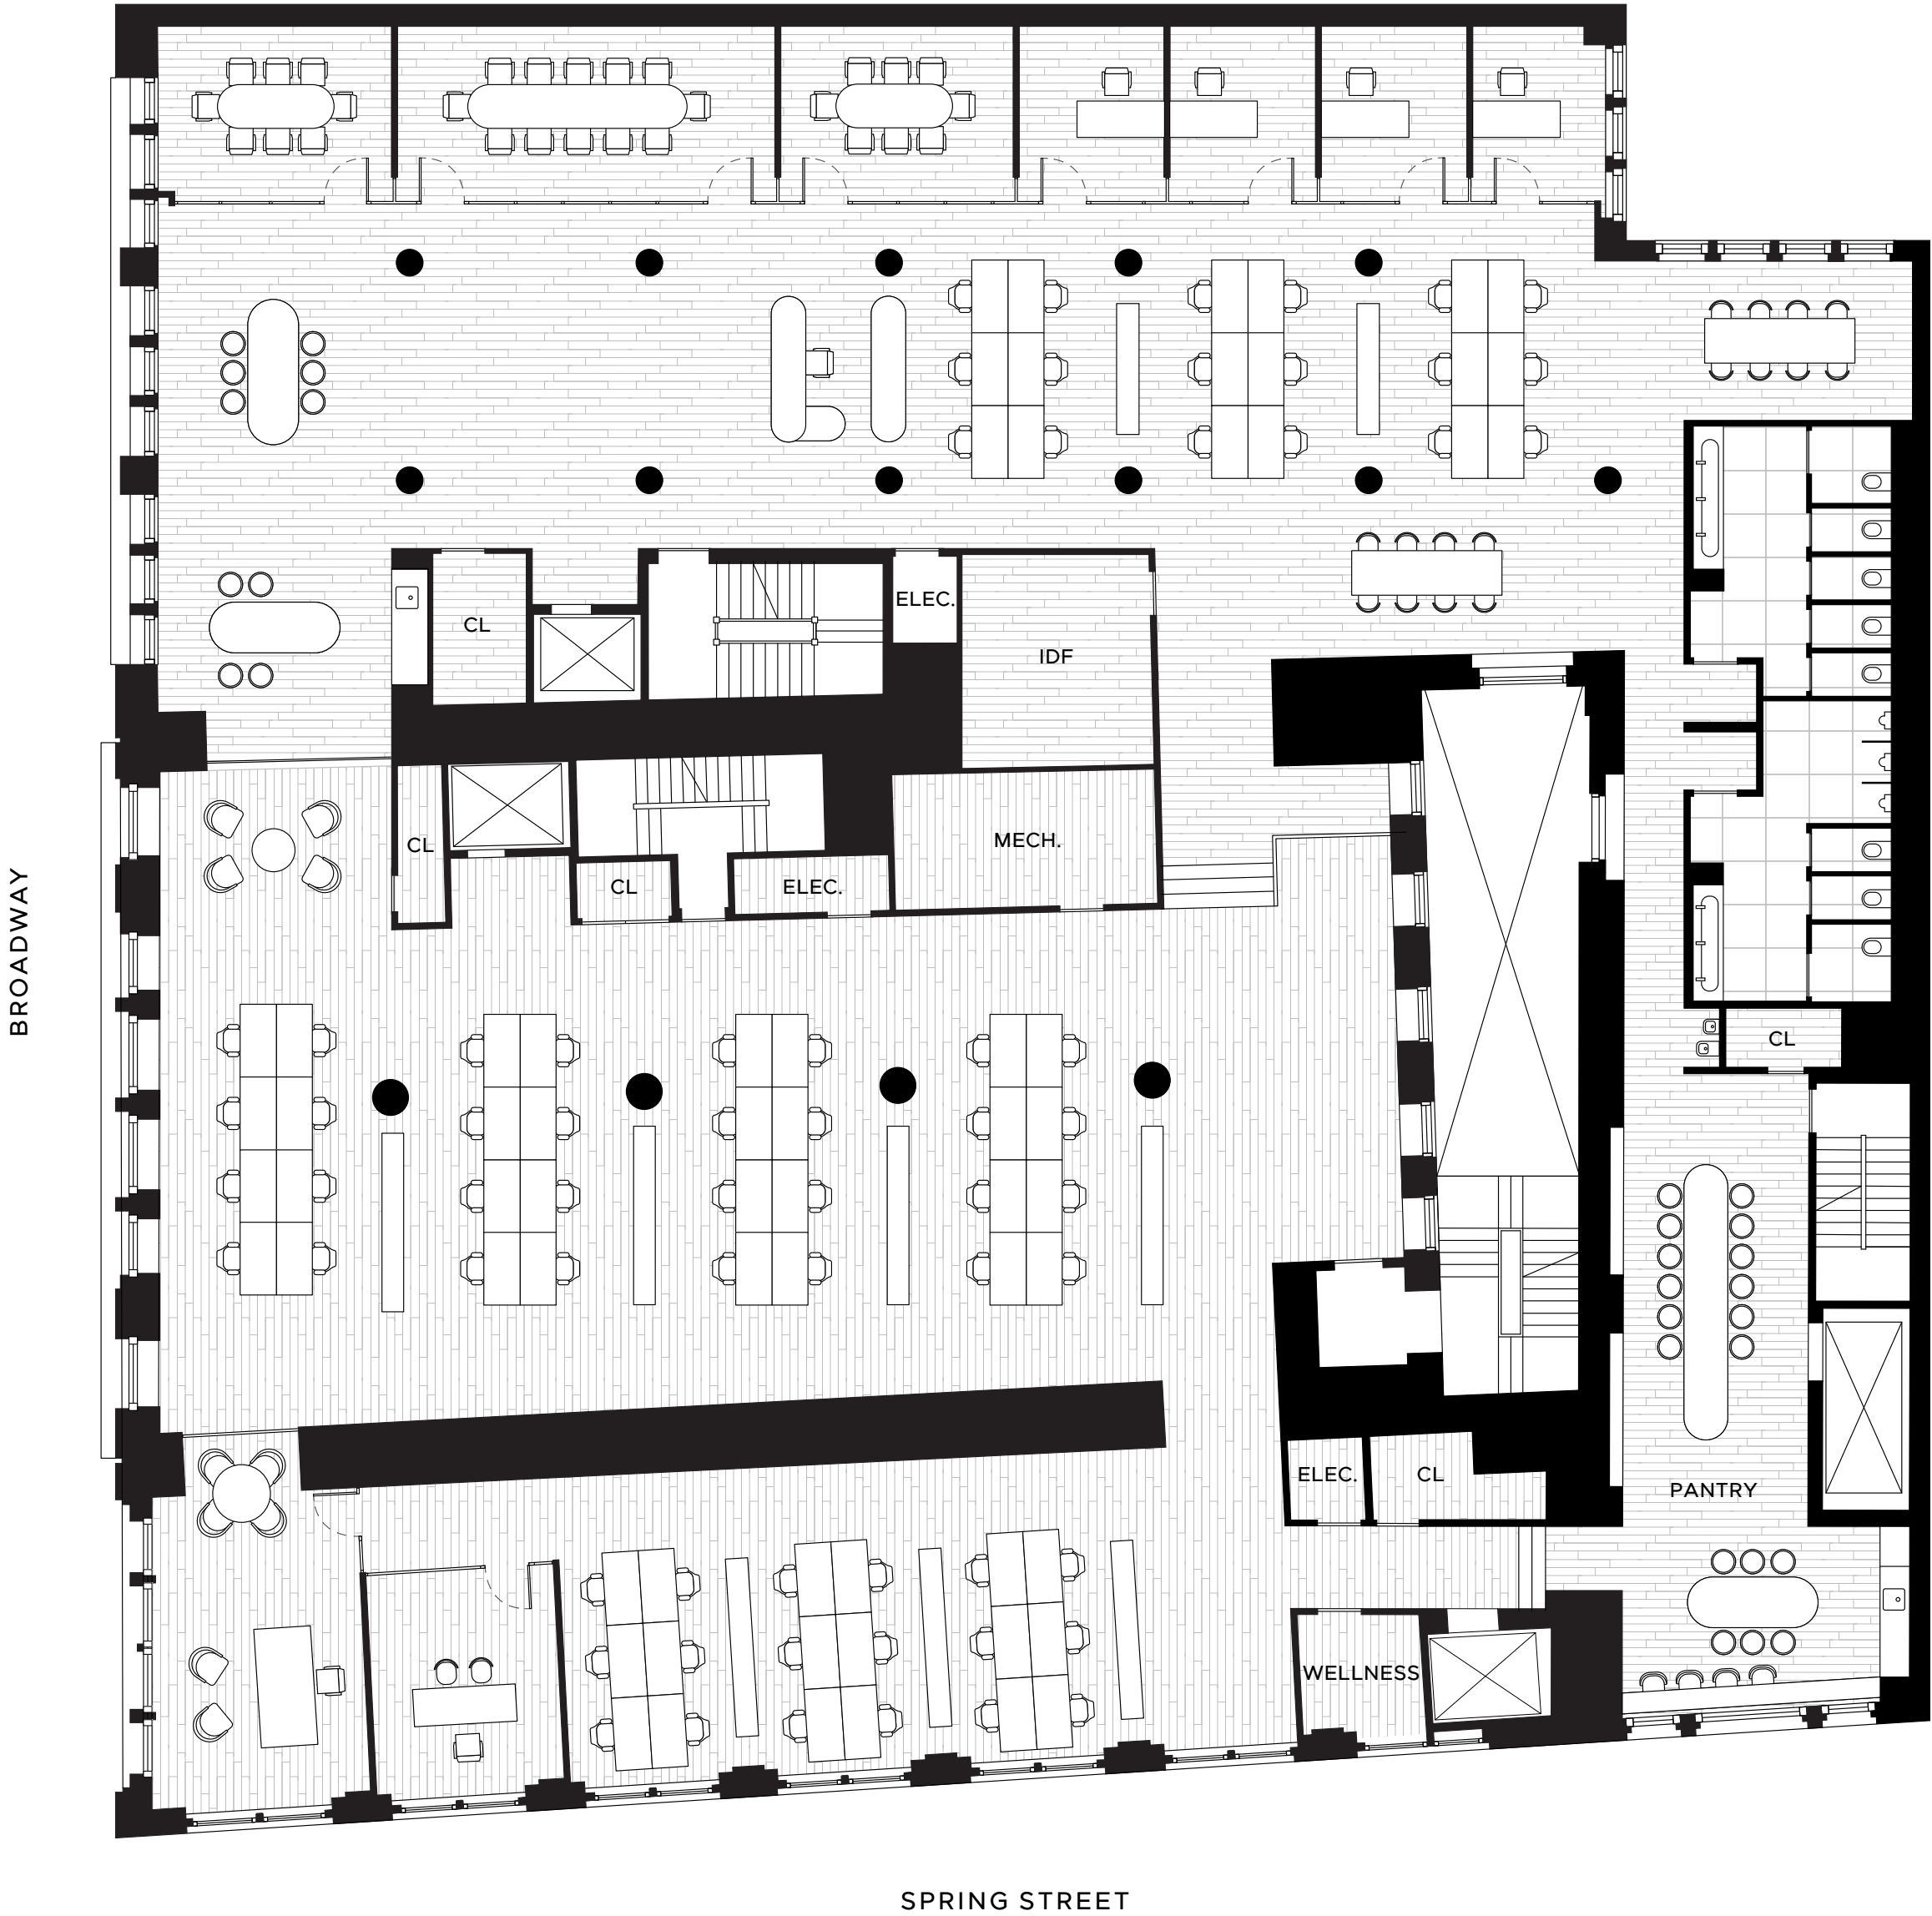 ELEC.
CL
IDF
MECH.
CL
CL
ELEC.
BROADWAY
CL
ELEC.
CL
PANTRY
WELLNESS
SPRING STREET